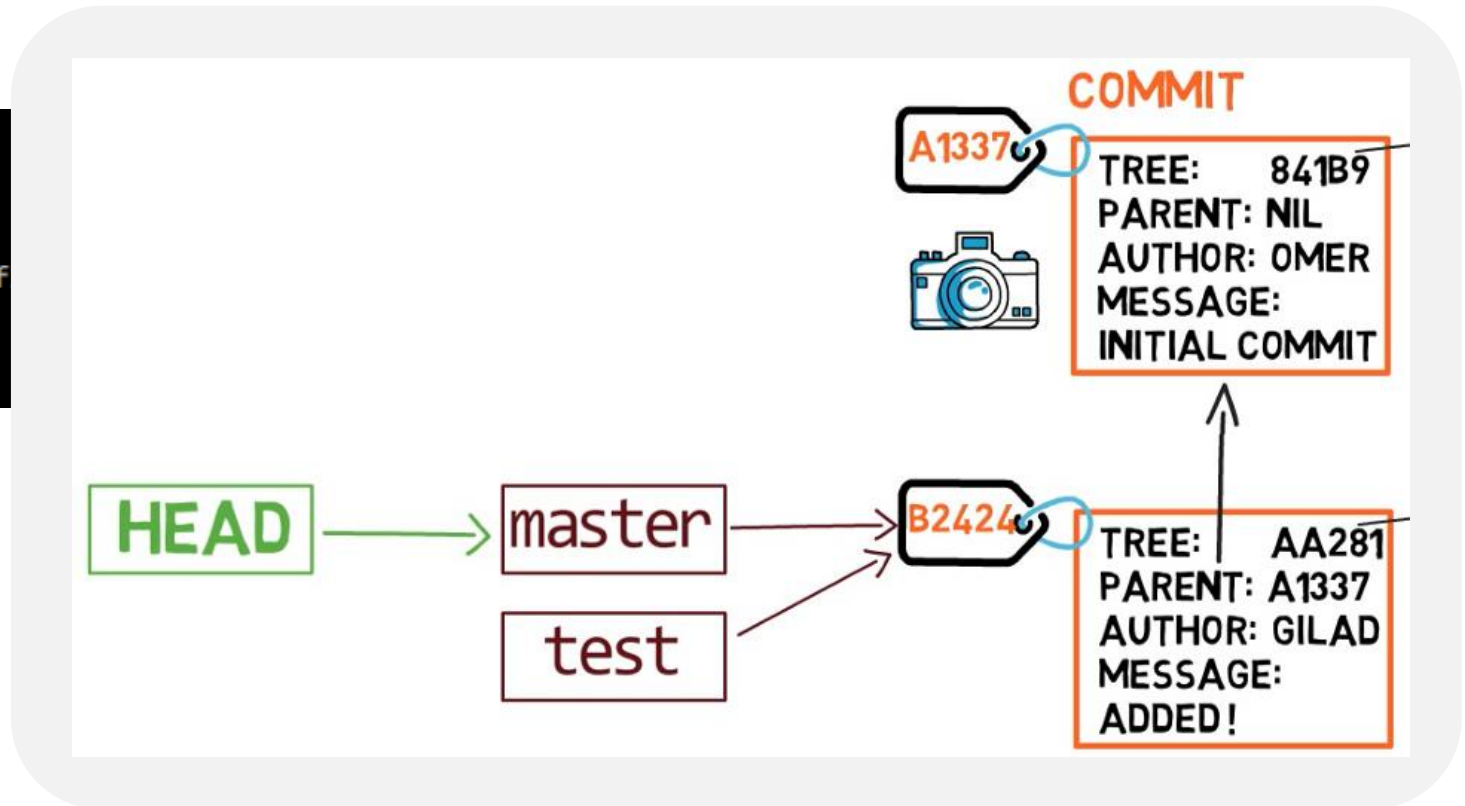 COMMIT
A1337
TREE: 841B9
PARENT: NIL
AUTHOR: OMER
MESSAGE:
INITIAL COMMIT
f
HEAD
master
test
B2424
TREE: AA281
PARENT: A1337
AUTHOR: GILAD
MESSAGE:
ADDED!